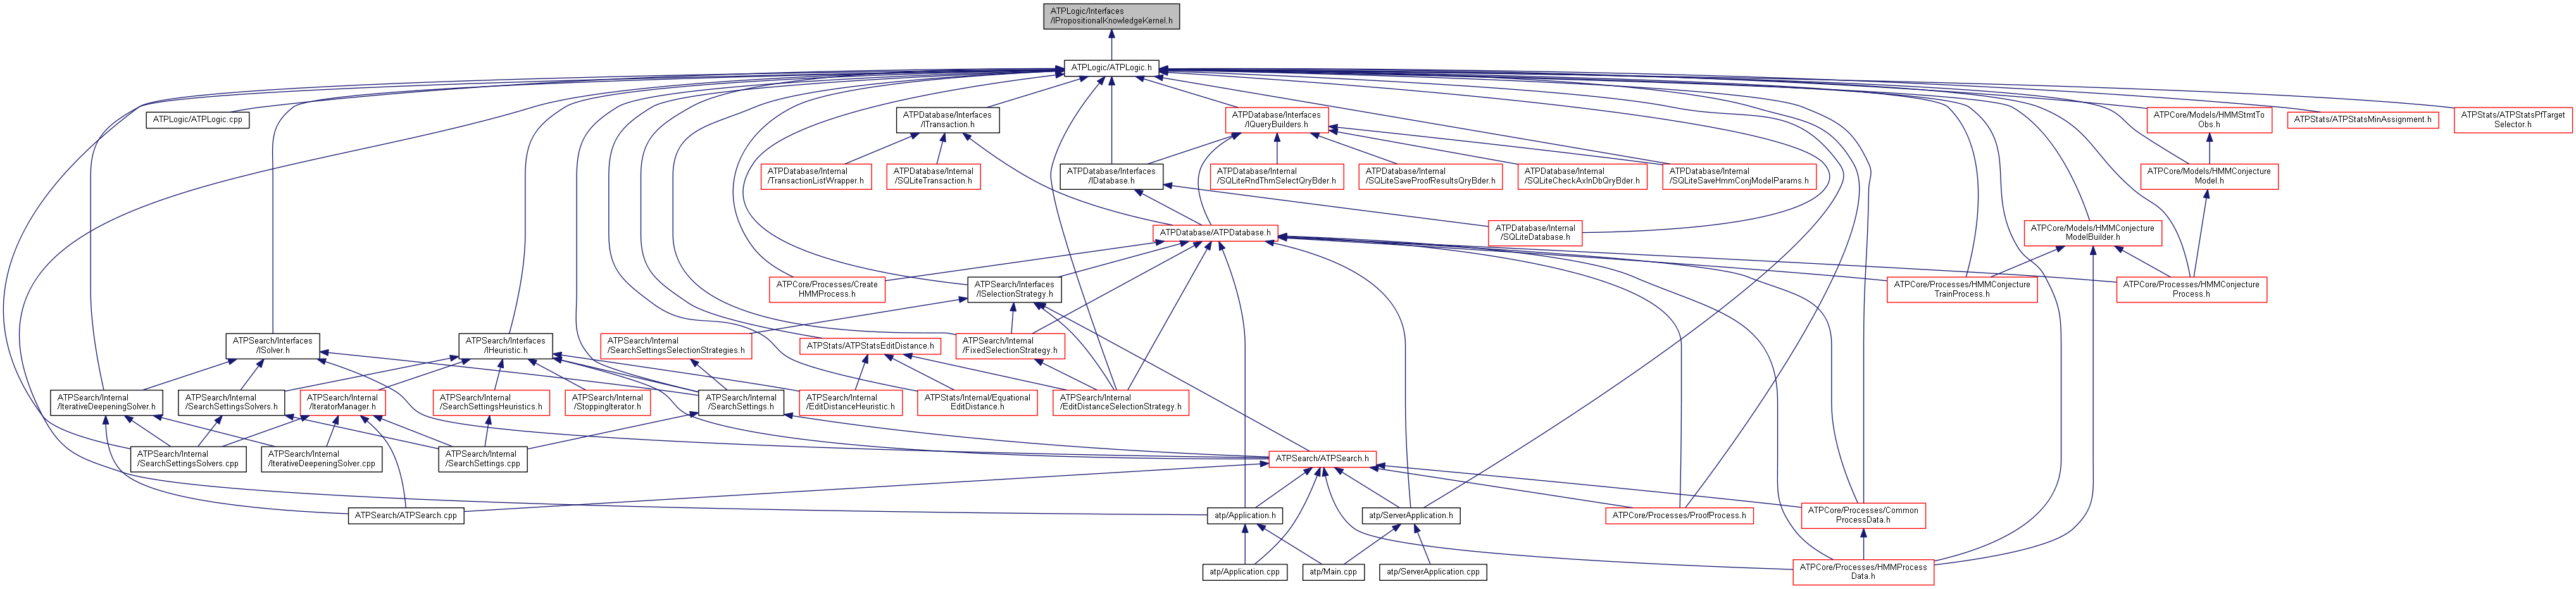 ATPLogic/Interfaces
/IPropositionalKnowledgeKernel.h
ATPLogic/ATPLogic.h
ATPLogic/ATPLogic.cpp
ATPDatabase/Interfaces
/ITransaction.h
ATPDatabase/Interfaces
/IQueryBuilders.h
ATPCore/Models/HMMStmtTo
Obs.h
ATPStats/ATPStatsMinAssignment.h
ATPStats/ATPStatsPfTarget
Selector.h
ATPDatabase/Internal
/TransactionListWrapper.h
ATPDatabase/Internal
/SQLiteTransaction.h
ATPDatabase/Interfaces
/IDatabase.h
ATPDatabase/Internal
/SQLiteRndThmSelectQryBder.h
ATPDatabase/Internal
/SQLiteSaveProofResultsQryBder.h
ATPDatabase/Internal
/SQLiteCheckAxInDbQryBder.h
ATPDatabase/Internal
/SQLiteSaveHmmConjModelParams.h
ATPCore/Models/HMMConjecture
Model.h
ATPDatabase/ATPDatabase.h
ATPDatabase/Internal
/SQLiteDatabase.h
ATPCore/Models/HMMConjecture
ModelBuilder.h
ATPCore/Processes/Create
HMMProcess.h
ATPSearch/Interfaces
/ISelectionStrategy.h
ATPCore/Processes/HMMConjecture
TrainProcess.h
ATPCore/Processes/HMMConjecture
Process.h
ATPSearch/Interfaces
/ISolver.h
ATPSearch/Interfaces
/IHeuristic.h
ATPSearch/Internal
/SearchSettingsSelectionStrategies.h
ATPStats/ATPStatsEditDistance.h
ATPSearch/Internal
/FixedSelectionStrategy.h
ATPSearch/Internal
/IterativeDeepeningSolver.h
ATPSearch/Internal
/SearchSettingsSolvers.h
ATPSearch/Internal
/IteratorManager.h
ATPSearch/Internal
/SearchSettingsHeuristics.h
ATPSearch/Internal
/StoppingIterator.h
ATPSearch/Internal
/SearchSettings.h
ATPSearch/Internal
/EditDistanceHeuristic.h
ATPStats/Internal/Equational
EditDistance.h
ATPSearch/Internal
/EditDistanceSelectionStrategy.h
ATPSearch/Internal
/SearchSettingsSolvers.cpp
ATPSearch/Internal
/IterativeDeepeningSolver.cpp
ATPSearch/Internal
/SearchSettings.cpp
ATPSearch/ATPSearch.h
ATPSearch/ATPSearch.cpp
atp/Application.h
atp/ServerApplication.h
ATPCore/Processes/ProofProcess.h
ATPCore/Processes/Common
ProcessData.h
atp/Application.cpp
atp/Main.cpp
atp/ServerApplication.cpp
ATPCore/Processes/HMMProcess
Data.h